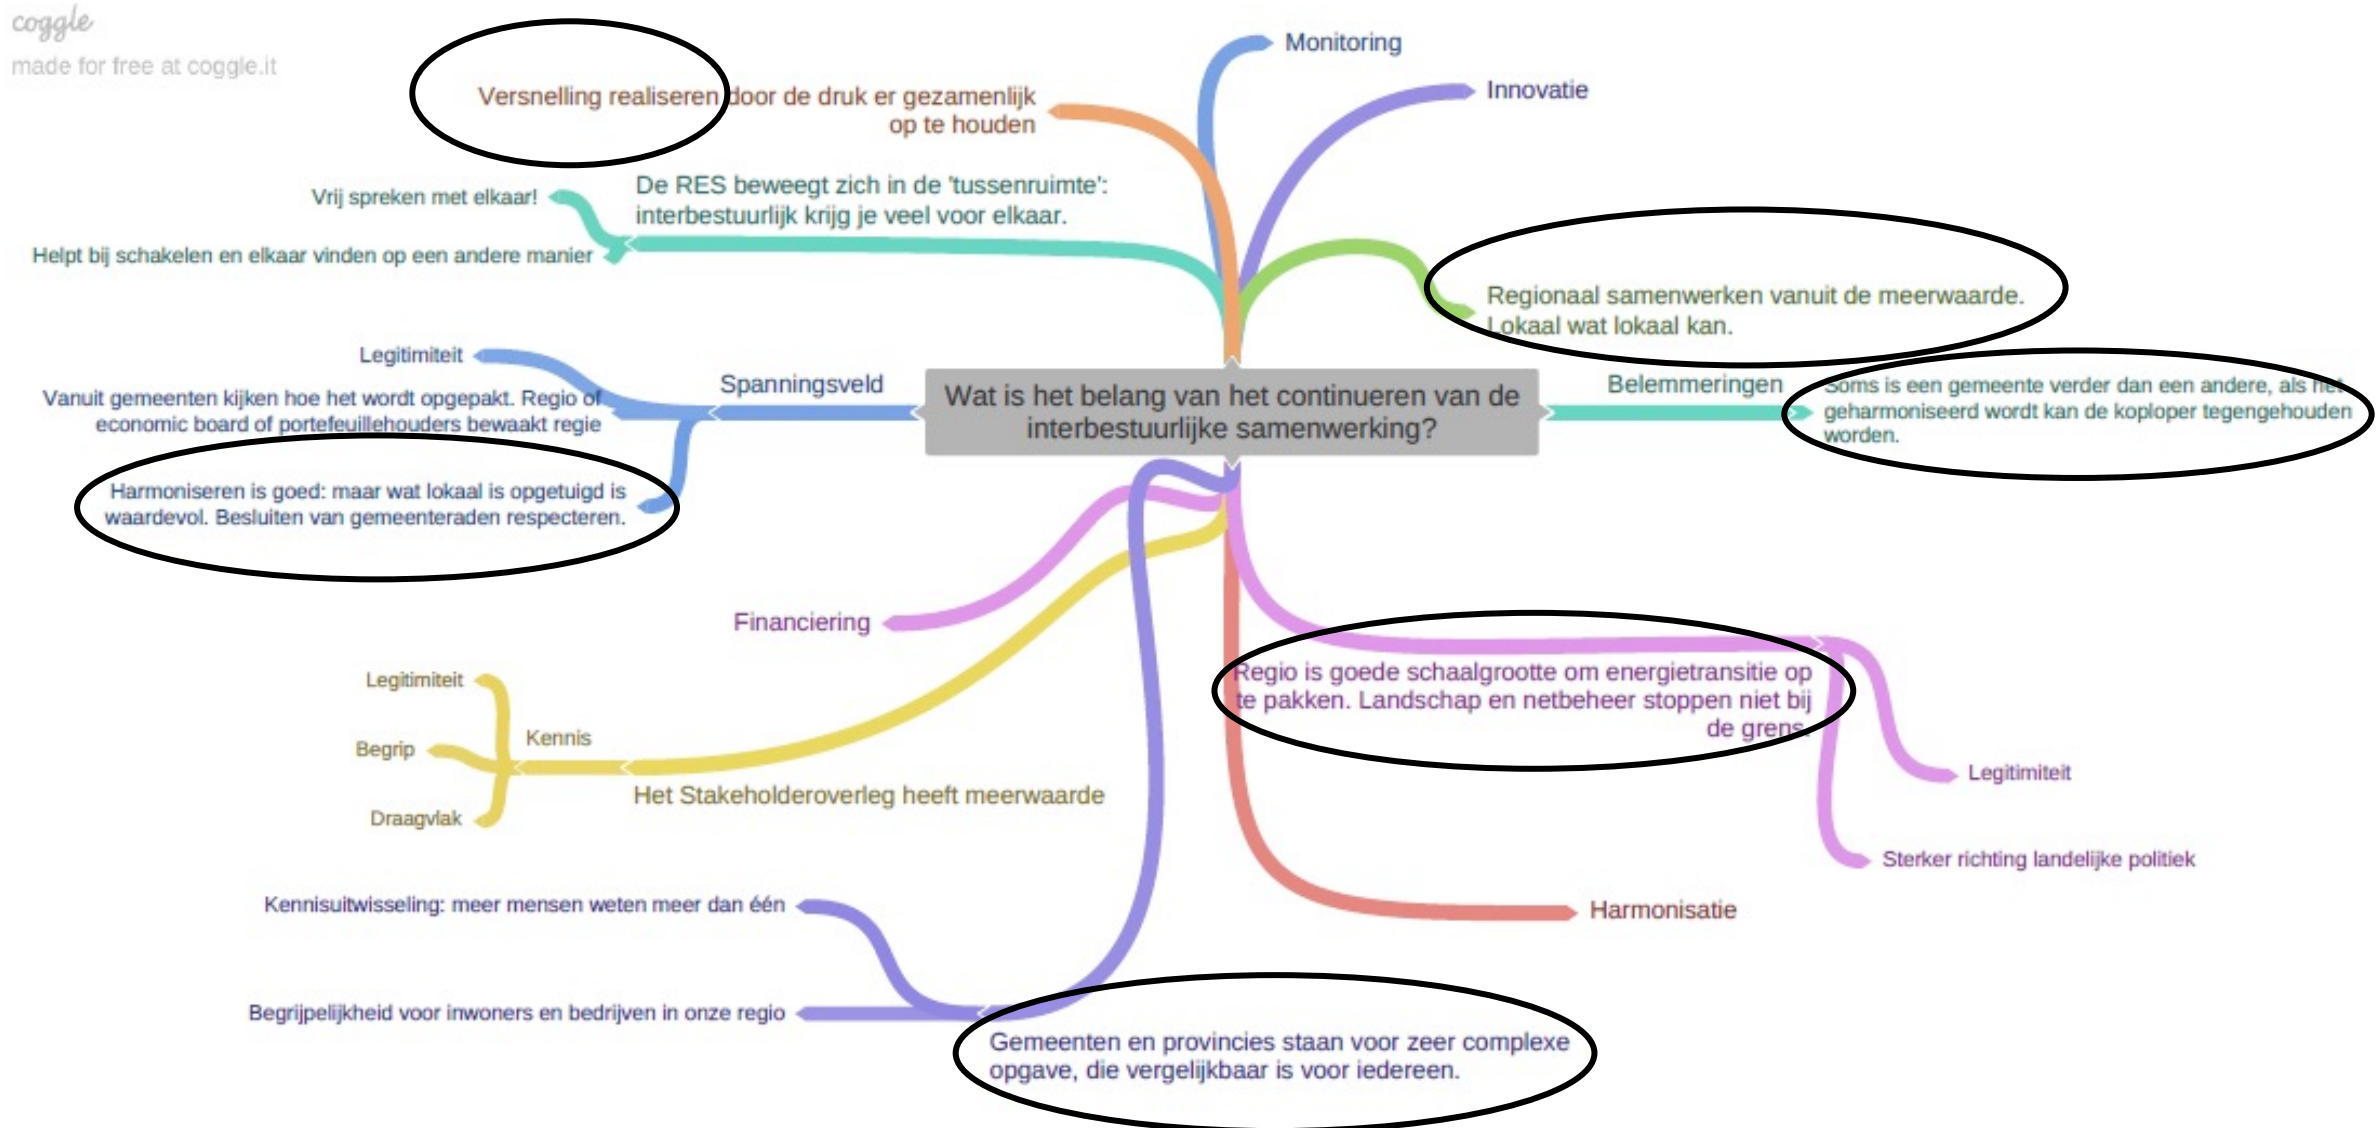 coggle
made for free at coggle.it
Monitoring
Innovatie
Versnelling realiseren door de druk er gezamenlijk
op te houden
De RES beweegt zich in de 'tussenruimte':
interbestuurlijk krijg je veel voor elkaar.
Vrij spreken met elkaar!
Helpt bij schakelen en elkaar vinden op een andere manier
Regionaal samenwerken vanuit de meerwaarde.
Lokaal wat lokaal kan.
Legitimiteit
Spanningsveld
Vanuit gemeenten kijken hoe het wordt opgepakt. Regio of
economic board of portefeuillehouders bewaakt regie
Harmoniseren is goed: maar wat lokaal is opgetuigd is
waardevol. Besluiten van gemeenteraden respecteren.
Wat is het belang van het continueren van de
interbestuurlijke samenwerking?
Belemmeringen
Soms is een gemeente verder dan een andere, als het
geharmoniseerd wordt kan de koploper tegengehouden
worden.
Financiering
Regio is goede schaalgrootte om energietransitie op
te pakken. Landschap en netbeheer stoppen niet bij
de grens.
Legitimiteit
Sterker richting landelijke politiek
Legitimiteit
Begrip
Draagvlak
Kennis
Het Stakeholderoverleg heeft meerwaarde
Harmonisatie
Kennisuitwisseling: meer mensen weten meer dan één
Begrijpelijkheid voor inwoners en bedrijven in onze regio
Gemeenten en provincies staan voor zeer complexe
opgave, die vergelijkbaar is voor iedereen.